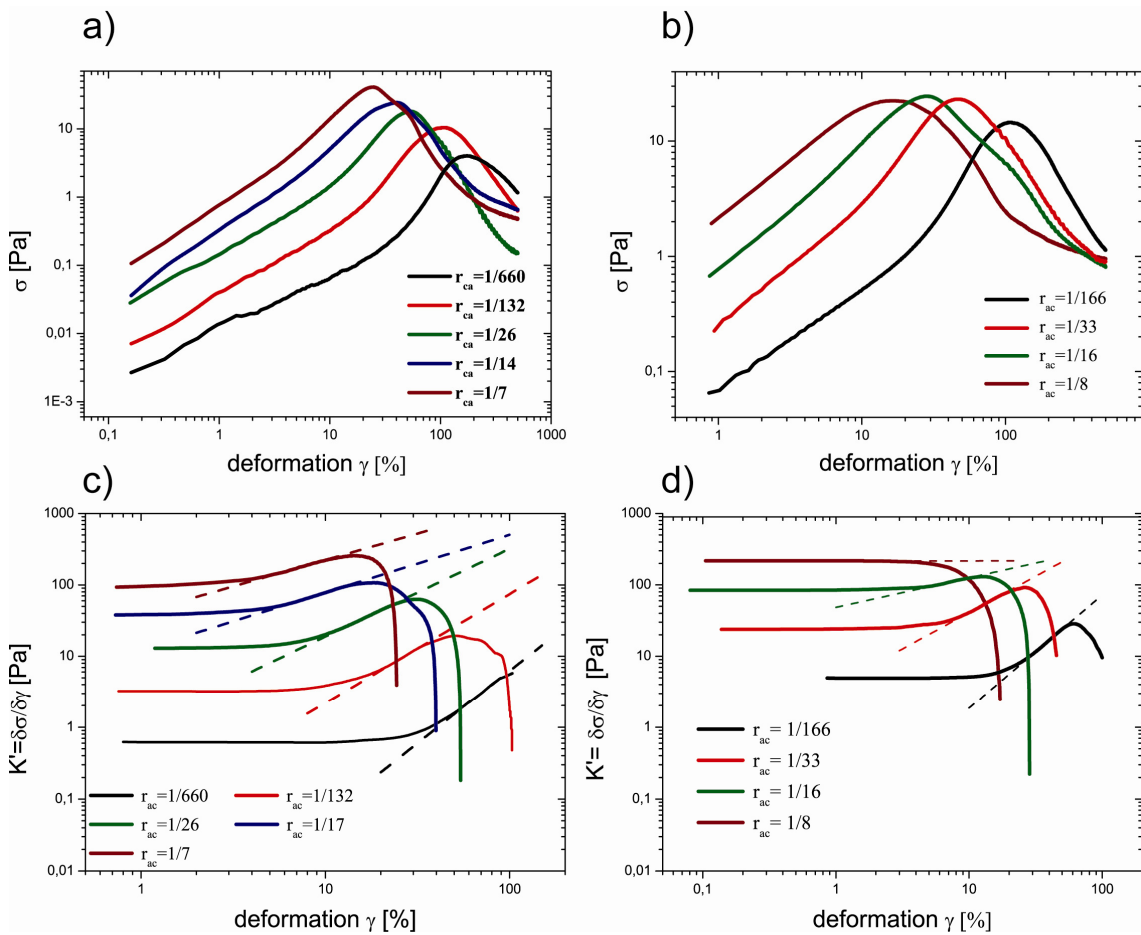 a)
σ [Pa]
10
1
0,1
0,01
1E-3
0,1 1 10 100 1000
deformation γ [%]
r_ca=1/660
r_ca=1/132
r_ca=1/26
r_ca=1/14
r_ca=1/7
b)
σ [Pa]
10
1
0,1
1 10 100
deformation γ [%]
r_ac=1/166
r_ac=1/33
r_ac=1/16
r_ac=1/8
c)
K'=δσ/δγ [Pa]
1000
100
10
1
0,1
0,01
1 10 100
deformation γ [%]
r_ac=1/660 r_ac=1/132
r_ac=1/26 r_ac=1/17
r_ac=1/7
d)
K'= δσ/δγ [Pa]
1000
100
10
1
0,1
0,01
0,1 1 10 100
deformation γ [%]
r_ac= 1/166
r_ac= 1/33
r_ac= 1/16
r_ac= 1/8